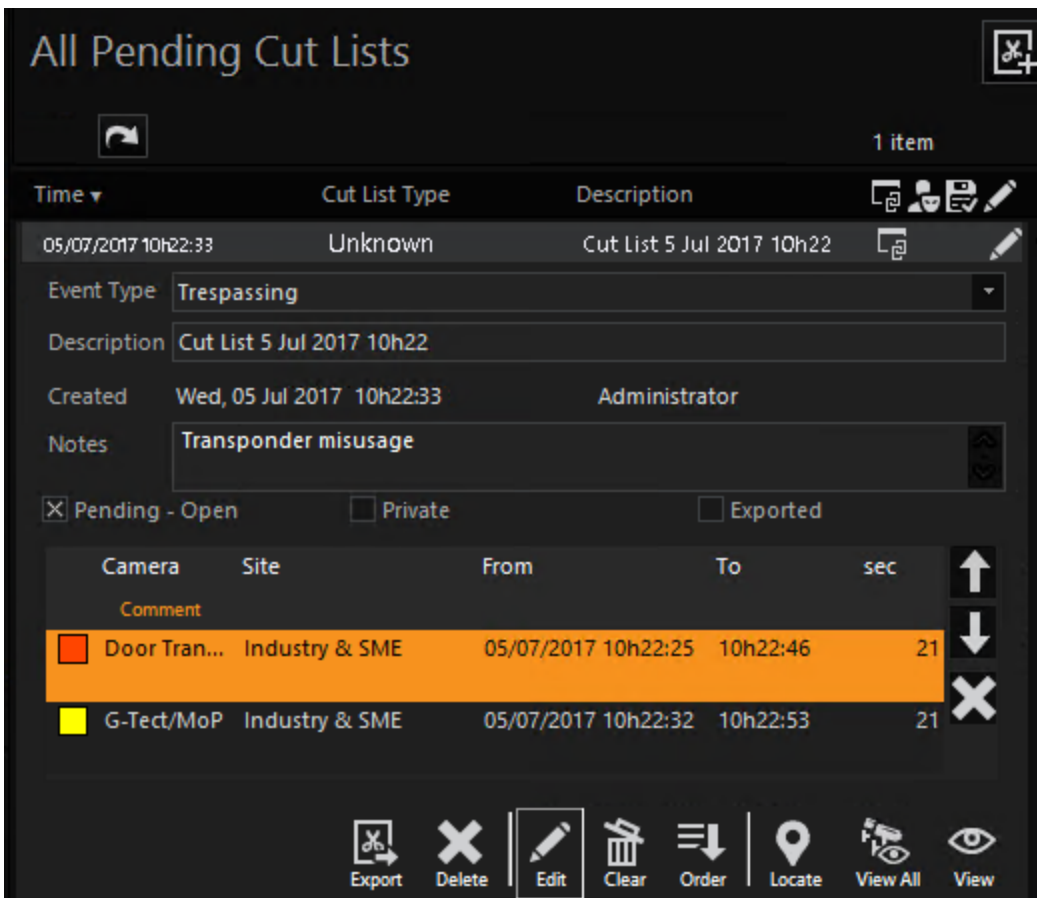 All Pending Cut Lists
1 item
Time Cut List Type Description
05/07/2017 10h22:33 Unknown Cut List 5 Jul 2017 10h22
Event Type Trespassing
Description Cut List 5 Jul 2017 10h22
Created Wed, 05 Jul 2017 10h22:33 Administrator
Notes Transponder misusage
Pending - Open Private Exported
Camera Site From To sec
Comment
Door Tran... Industry & SME 05/07/2017 10h22:25 10h22:46 21
G-Tect/MoP Industry & SME 05/07/2017 10h22:32 10h22:53 21
Export Delete Edit Clear Order Locate View All View